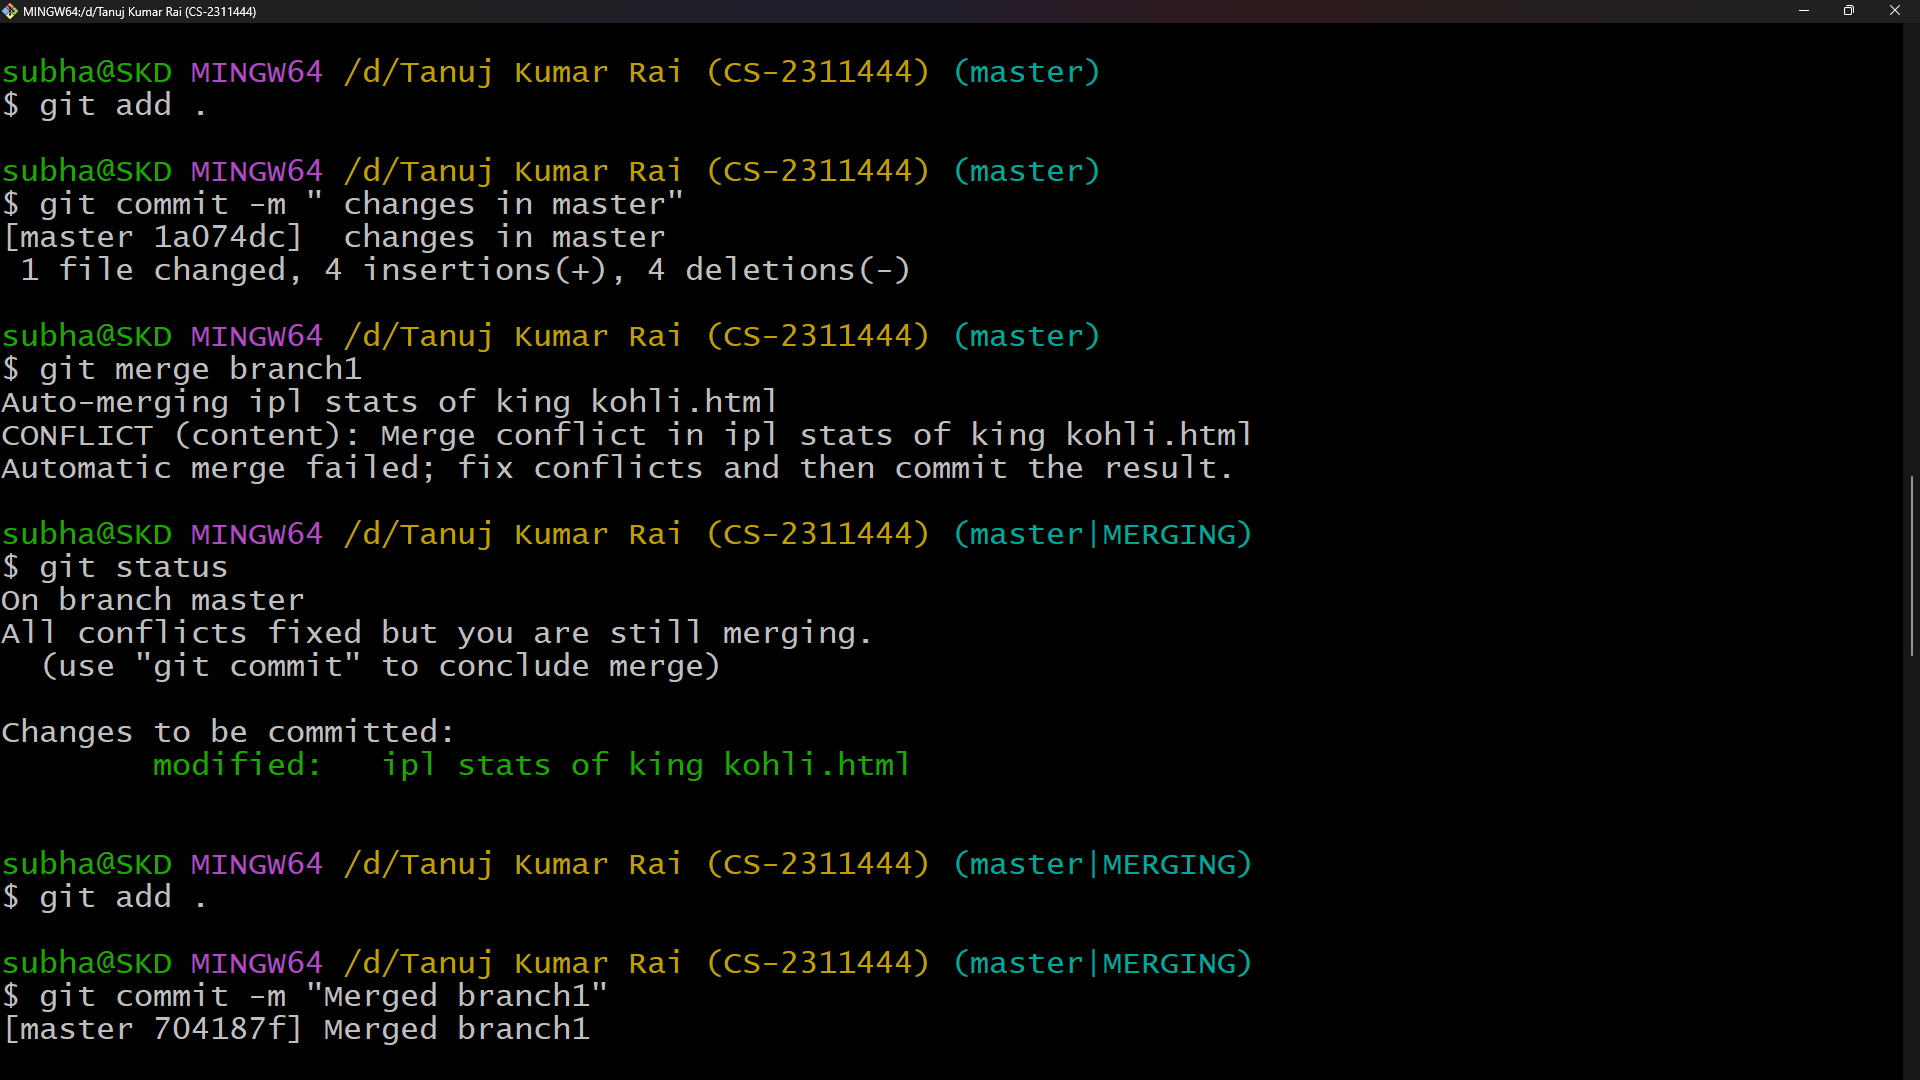 MINGW64:/d/Tanuj Kumar Rai (CS-2311444)
subha@SKD MINGW64 /d/Tanuj Kumar Rai (CS-2311444) (master)
$ git add .
subha@SKD MINGW64 /d/Tanuj Kumar Rai (CS-2311444) (master)
$ git commit -m " changes in master"
[master 1a074dc]  changes in master
 1 file changed, 4 insertions(+), 4 deletions(-)
subha@SKD MINGW64 /d/Tanuj Kumar Rai (CS-2311444) (master)
$ git merge branch1
Auto-merging ipl stats of king kohli.html
CONFLICT (content): Merge conflict in ipl stats of king kohli.html
Automatic merge failed; fix conflicts and then commit the result.
subha@SKD MINGW64 /d/Tanuj Kumar Rai (CS-2311444) (master|MERGING)
$ git status
On branch master
All conflicts fixed but you are still merging.
  (use "git commit" to conclude merge)
Changes to be committed:
        modified:   ipl stats of king kohli.html
subha@SKD MINGW64 /d/Tanuj Kumar Rai (CS-2311444) (master|MERGING)
$ git add .
subha@SKD MINGW64 /d/Tanuj Kumar Rai (CS-2311444) (master|MERGING)
$ git commit -m "Merged branch1"
[master 704187f] Merged branch1